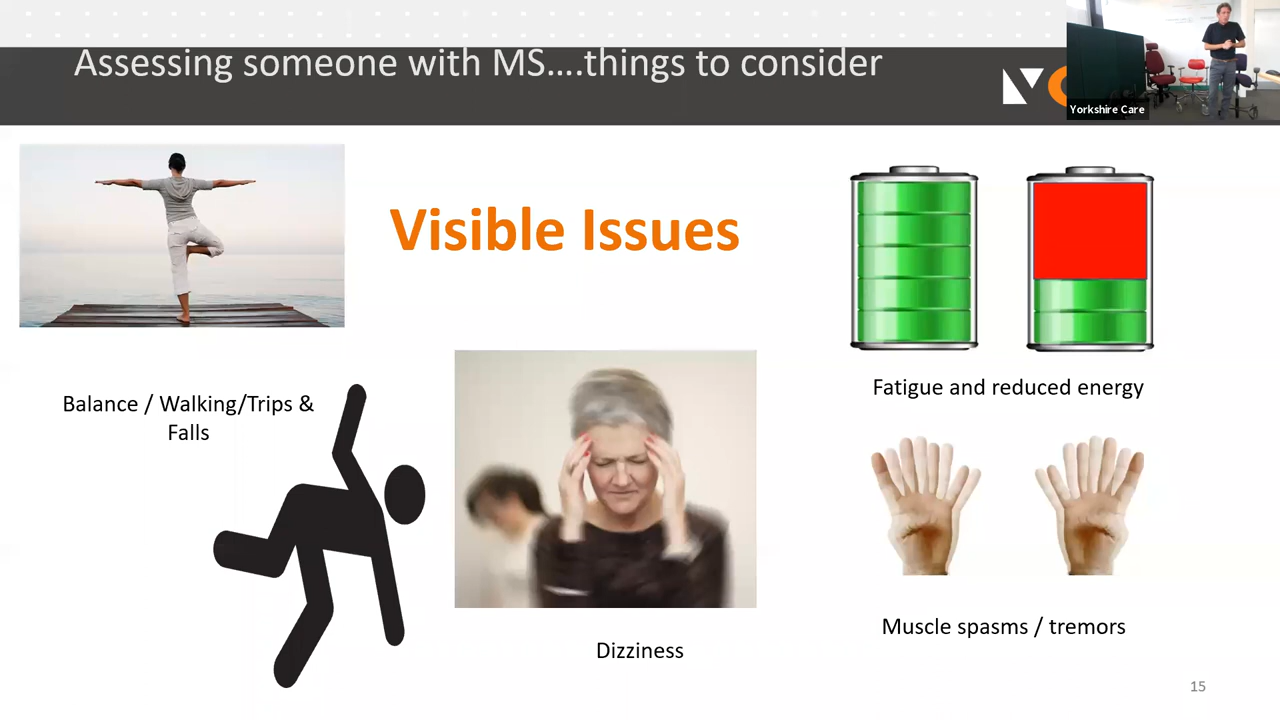 Assessing someone with MS....things to consider
Yorkshire Care
Visible Issues
Balance / Walking/Trips &
Falls
Fatigue and reduced energy
Dizziness
Muscle spasms / tremors
15